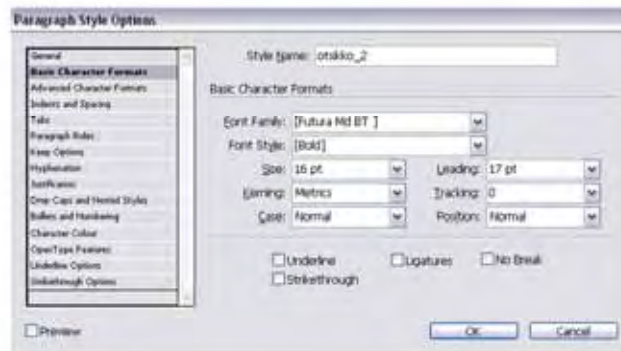 Paragraph Style Options
Style Name: otsikko_2
General
Basic Character Formats
Advanced Character Formats
Indents and Spacing
Tabs
Paragraph Rules
Keep Options
Hyphenation
Justification
Drop Caps and Nested Styles
Bullets and Numbering
Character Colour
OpenType Features
Underline Options
Strikethrough Options
Basic Character Formats
Font Family: [Futura Md BT ]
Font Style: [Bold]
Size: 16 pt Leading: 17 pt
Kerning: Metrics Tracking: 0
Case: Normal Position: Normal
Underline Ligatures No Break
Strikethrough
Preview OK Cancel